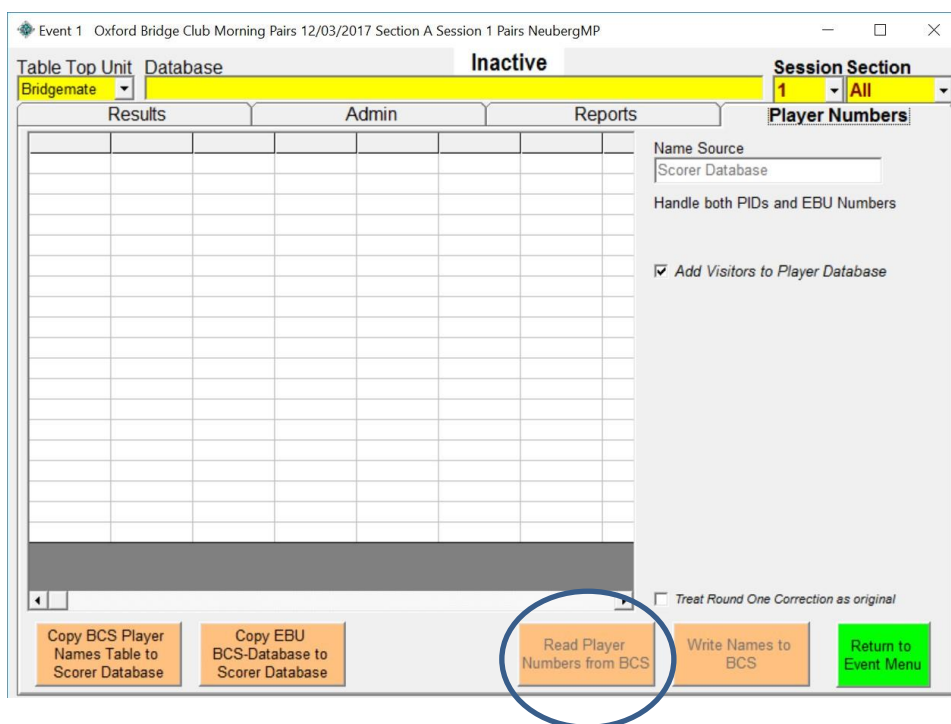 Event 1 Oxford Bridge Club Morning Pairs 12/03/2017 Section A Session 1 Pairs NeubergMP
Table Top Unit Database Inactive Session Section
Bridgemate 1 All
Results Admin Reports Player Numbers
Name Source
Scorer Database
Handle both PIDs and EBU Numbers
Add Visitors to Player Database
Treat Round One Correction as original
Copy BCS Player
Names Table to
Scorer Database
Copy EBU
BCS-Database to
Scorer Database
Read Player
Numbers from BCS
Write Names to
BCS
Return to
Event Menu